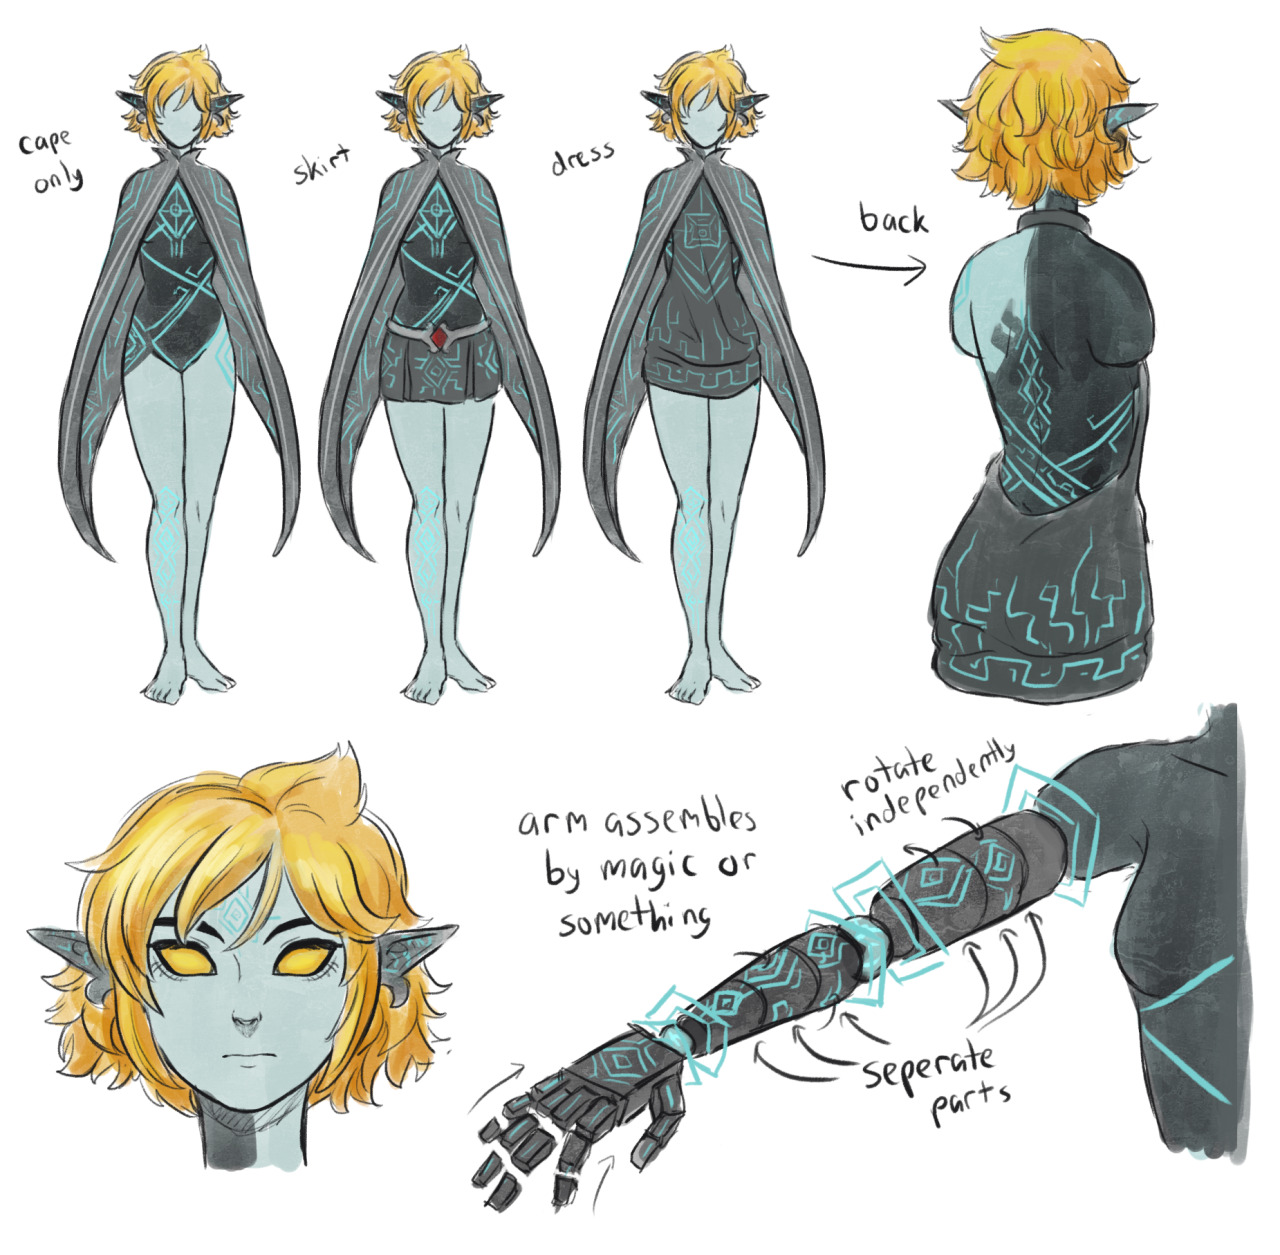 cape
only
skirt
dress
back
arm assembles
by magic or
something
rotate
independently
seperate
parts